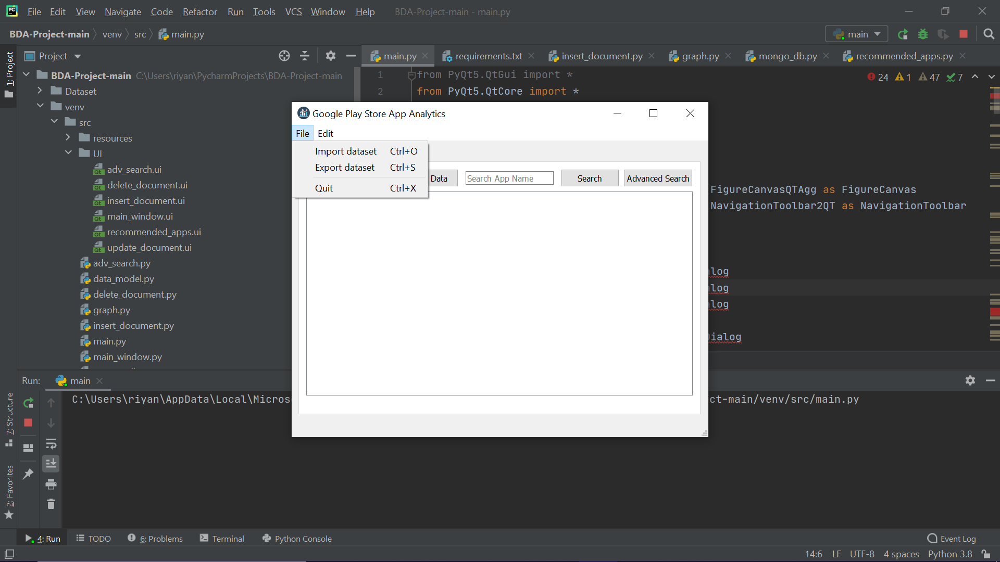 File Edit View Navigate Code Refactor Run Tools VCS Window Help BDA-Project-main - main.py
BDA-Project-main venv src main.py
main
1: Project
Project
main.py
requirements.txt
insert_document.py
graph.py
mongo_db.py
recommended_apps.py
BDA-Project-main C:\Users\riyan\PycharmProjects\BDA-Project-main
Dataset
venv
src
resources
UI
adv_search.ui
delete_document.ui
insert_document.ui
main_window.ui
recommended_apps.ui
update_document.ui
adv_search.py
data_model.py
delete_document.py
graph.py
insert_document.py
main.py
main_window.py
1 from PyQt5.QtGui import *
2 from PyQt5.QtCore import *
24 1 47 7
FigureCanvasQTAgg as FigureCanvas
NavigationToolbar2QT as NavigationToolbar
log
log
log
ialog
Google Play Store App Analytics
File Edit
Import dataset Ctrl+O
Export dataset Ctrl+S
Quit Ctrl+X
Data
Search App Name
Search
Advanced Search
Run: main
C:\Users\riyan\AppData\Local\Micros
ct-main/venv/src/main.py
7: Structure
2: Favorites
4: Run
TODO
6: Problems
Terminal
Python Console
Event Log
14:6 LF UTF-8 4 spaces Python 3.8